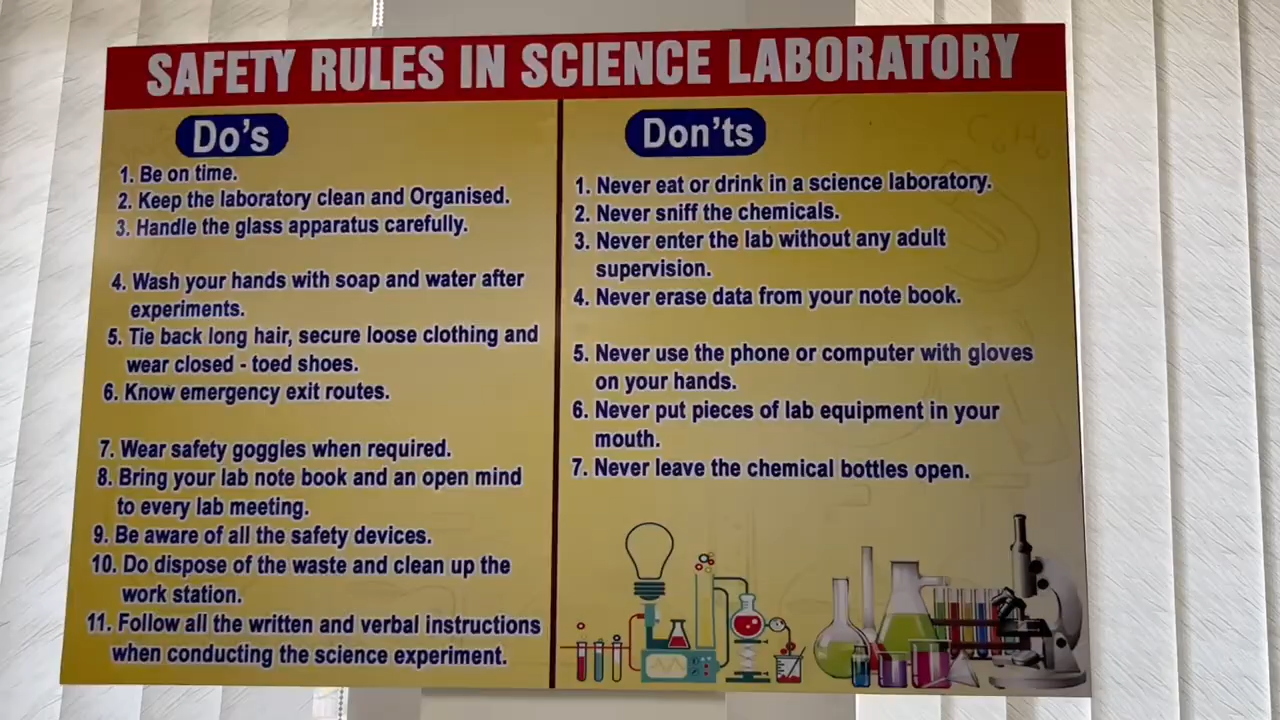 SAFETY RULES IN SCIENCE LABORATORY
Do's
1. Be on time.
2. Keep the laboratory clean and Organised.
3. Handle the glass apparatus carefully.
4. Wash your hands with soap and water after
experiments.
5. Tie back long hair, secure loose clothing and
wear closed - toed shoes.
6. Know emergency exit routes.
7. Wear safety goggles when required.
8. Bring your lab note book and an open mind
to every lab meeting.
9. Be aware of all the safety devices.
10. Do dispose of the waste and clean up the
work station.
11. Follow all the written and verbal instructions
when conducting the science experiment.
Don'ts
1. Never eat or drink in a science laboratory.
2. Never sniff the chemicals.
3. Never enter the lab without any adult
supervision.
4. Never erase data from your note book.
5. Never use the phone or computer with gloves
on your hands.
6. Never put pieces of lab equipment in your
mouth.
7. Never leave the chemical bottles open.